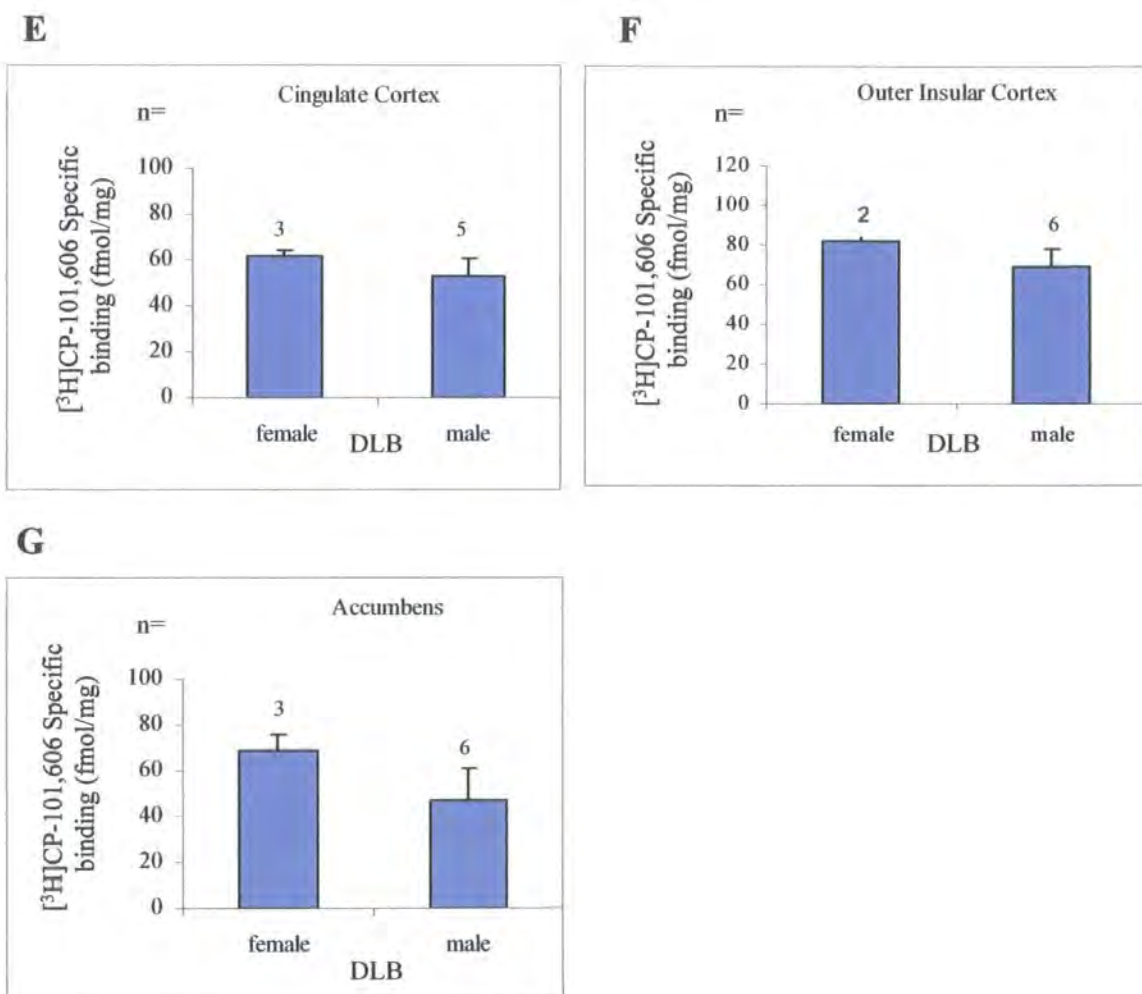 E
Cingulate Cortex
n=
[³H]CP-101,606 Specific
binding (fmol/mg)
100
80
60
40
20
0
3
5
female
male
DLB
F
Outer Insular Cortex
n=
[³H]CP-101,606 Specific
binding (fmol/mg)
120
100
80
60
40
20
0
2
6
female
male
DLB
G
Accumbens
n=
[³H]CP-101,606 Specific
binding (fmol/mg)
100
80
60
40
20
0
3
6
female
male
DLB